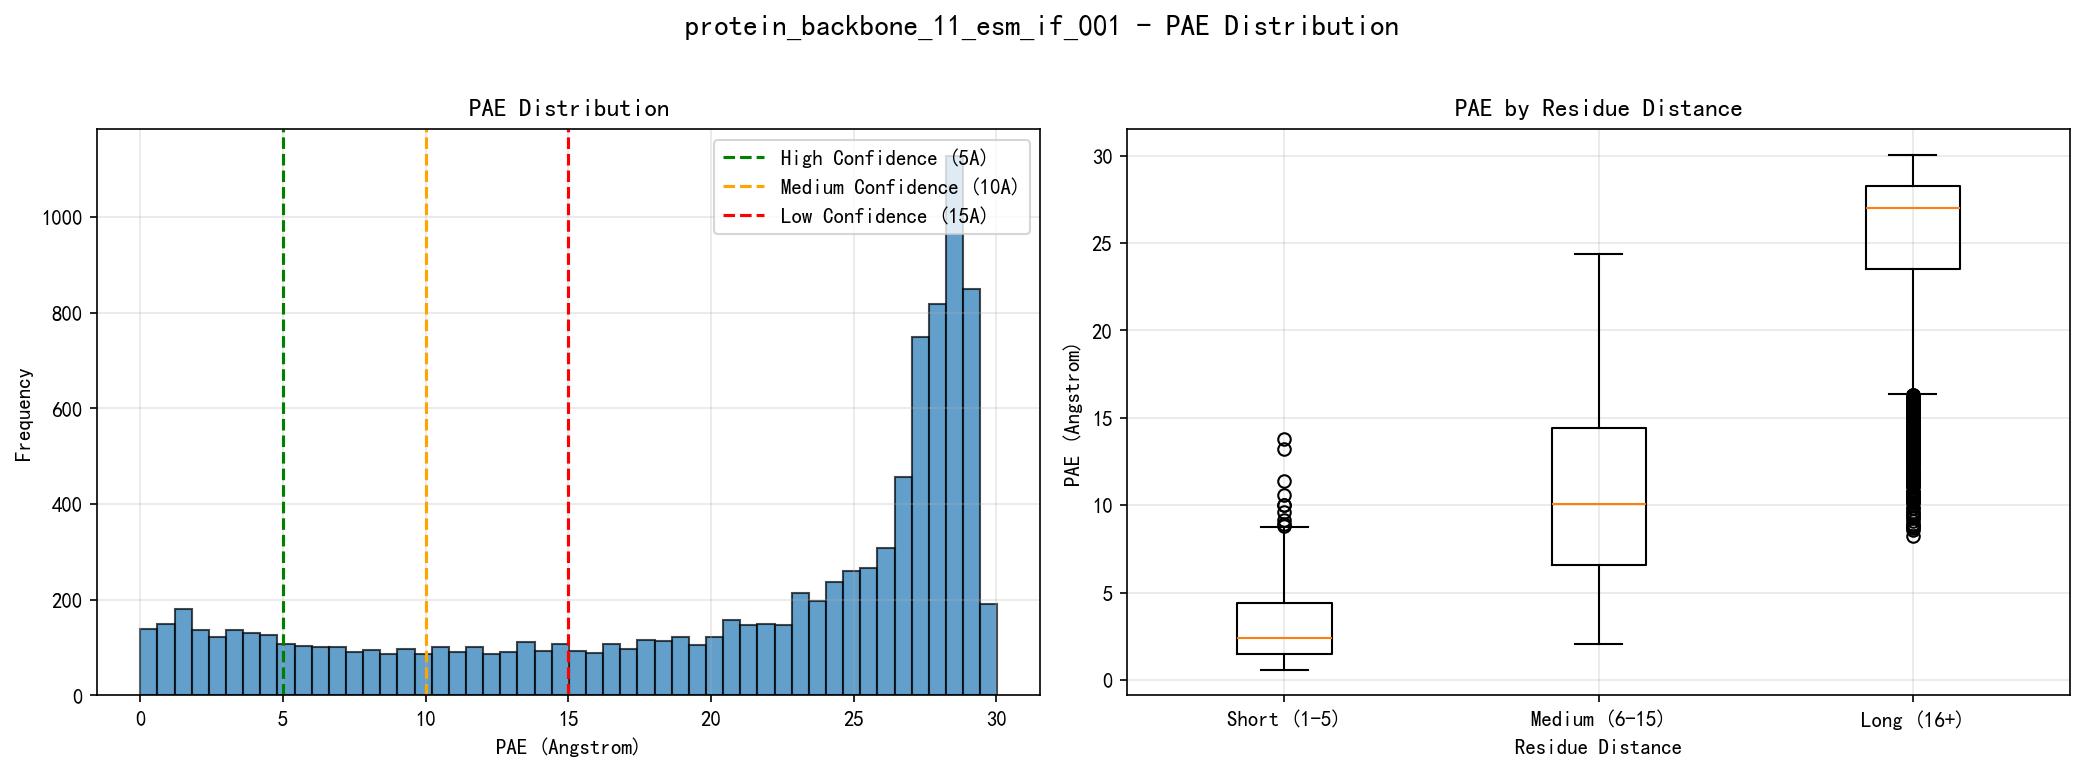 protein_backbone_11_esm_if_001 - PAE Distribution
PAE Distribution
High Confidence (5A)
Medium Confidence (10A)
Low Confidence (15A)
1000
800
600
400
200
0
Frequency
0 5 10 15 20 25 30
PAE (Angstrom)
PAE by Residue Distance
30
25
20
15
10
5
0
PAE (Angstrom)
Short (1-5) Medium (6-15) Long (16+)
Residue Distance